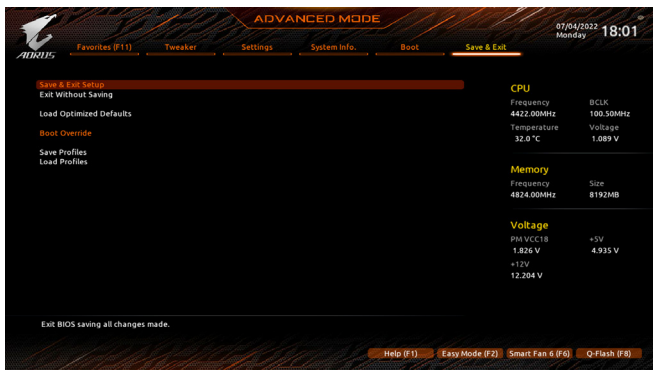 ADVANCED MODE
07/04/2022 Monday 18:01
AORUS
Favorites (F11) Tweaker Settings System Info. Boot Save & Exit
Save & Exit Setup
Exit Without Saving
Load Optimized Defaults
Boot Override
Save Profiles
Load Profiles
CPU
Frequency BCLK
4422.00MHz 100.50MHz
Temperature Voltage
32.0 °C 1.089 V
Memory
Frequency Size
4824.00MHz 8192MB
Voltage
PM VCC18 +5V
1.826 V 4.935 V
+12V
12.204 V
Exit BIOS saving all changes made.
Help (F1) Easy Mode (F2) Smart Fan 6 (F6) Q-Flash (F8)